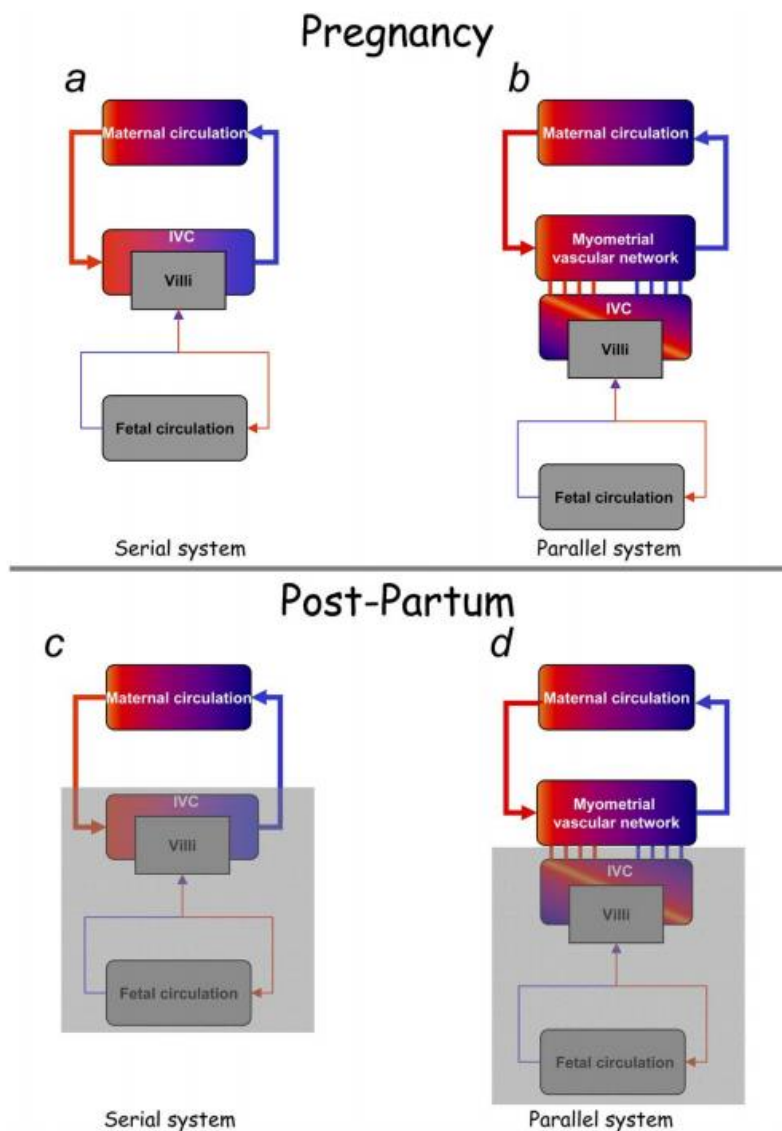 Pregnancy
a
Maternal circulation
IVC
Villi
Fetal circulation
Serial system
b
Maternal circulation
Myometrial
vascular network
IVC
Villi
Fetal circulation
Parallel system
Post-Partum
c
Maternal circulation
IVC
Villi
Fetal circulation
Serial system
d
Maternal circulation
Myometrial
vascular network
IVC
Villi
Fetal circulation
Parallel system